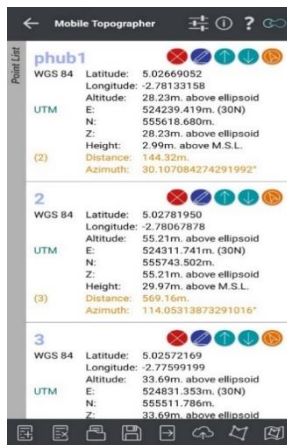 Mobile Topographer ?
Point List
phub1
WGS 84 Latitude: 5.02669052
Longitude: -2.78133158
Altitude: 28.23m. above ellipsoid
UTM E: 524239.419m. (30N)
N: 555618.680m.
Z: 28.23m. above ellipsoid
Height: 2.99m. above M.S.L.
(2) Distance: 144.32m.
Azimuth: 30.107084274291992°
2
WGS 84 Latitude: 5.02781950
Longitude: -2.78067878
Altitude: 55.21m. above ellipsoid
UTM E: 524311.741m. (30N)
N: 555743.502m.
Z: 55.21m. above ellipsoid
Height: 29.97m. above M.S.L.
(3) Distance: 569.16m.
Azimuth: 114.05313873291016°
3
WGS 84 Latitude: 5.02572169
Longitude: -2.77599199
Altitude: 33.69m. above ellipsoid
UTM E: 524831.353m. (30N)
N: 555511.786m.
Z: 33.69m. above ellipsoid